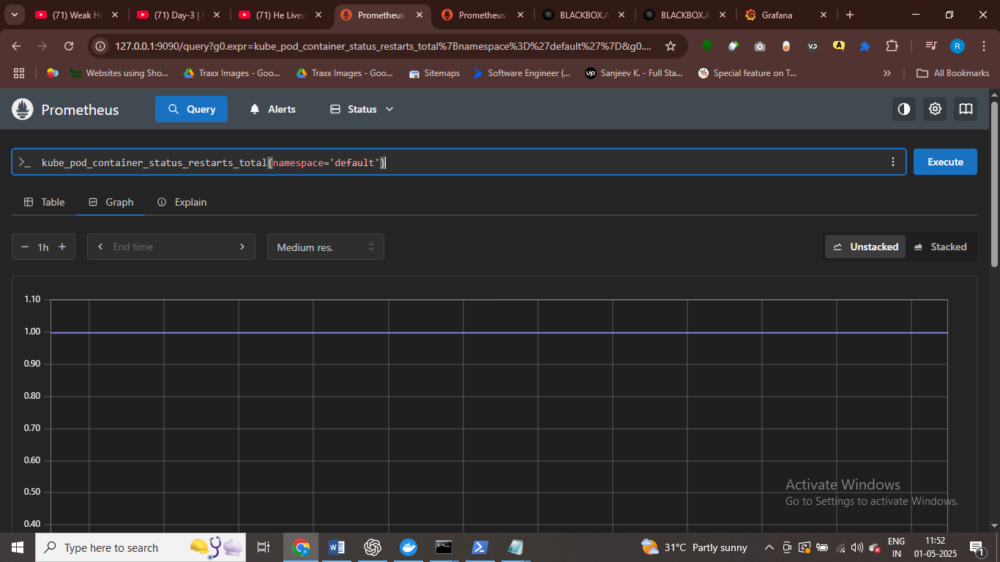 (71) Weak He
(71) Day-3 | E
(71) He Lived
Prometheus
Prometheus
BLACKBOX.A
BLACKBOX.A
Grafana
127.0.0.1:9090/query?g0.expr=kube_pod_container_status_restarts_total%7Bnamespace%3D%27default%27%7D&g0....
R
Websites using Sho...
Traxx Images - Goo...
Traxx Images - Goo...
Sitemaps
Software Engineer (...
up
Sanjeev K. - Full Sta...
Special feature on T...
All Bookmarks
Prometheus
Query
Alerts
Status
kube_pod_container_status_restarts_total{namespace='default'}
Execute
Table
Graph
Explain
1h
End time
Medium res.
Unstacked
Stacked
1.10
1.00
0.90
0.80
0.70
0.60
0.50
0.40
Activate Windows
Go to Settings to activate Windows.
Type here to search
31°C Partly sunny
ENG
IN
11:52
01-05-2025
1